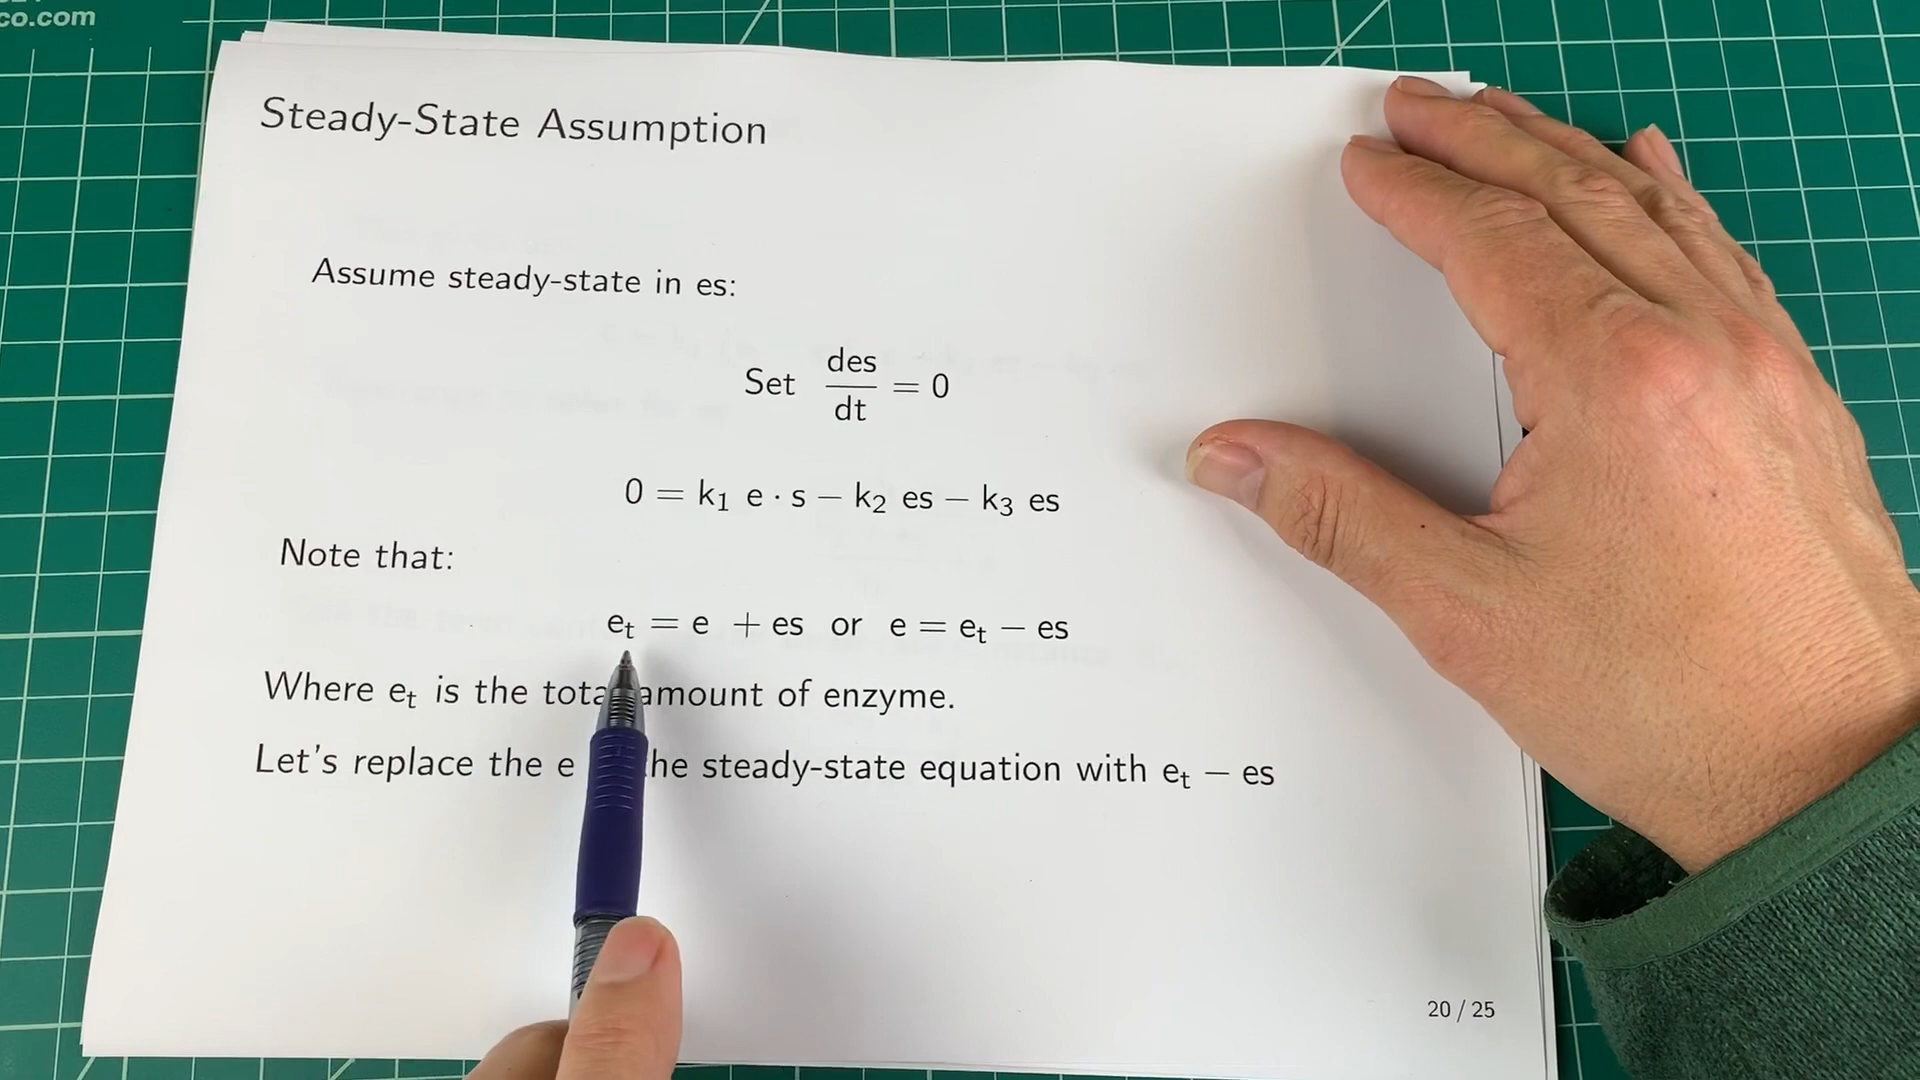 co.com
Steady-State Assumption
Assume steady-state in es:
Set des/dt = 0
0 = k₁ e · s − k₂ es − k₃ es
Note that:
eₜ = e + es or e = eₜ − es
Where eₜ is the tota amount of enzyme.
Let's replace the e he steady-state equation with eₜ − es
20 / 25